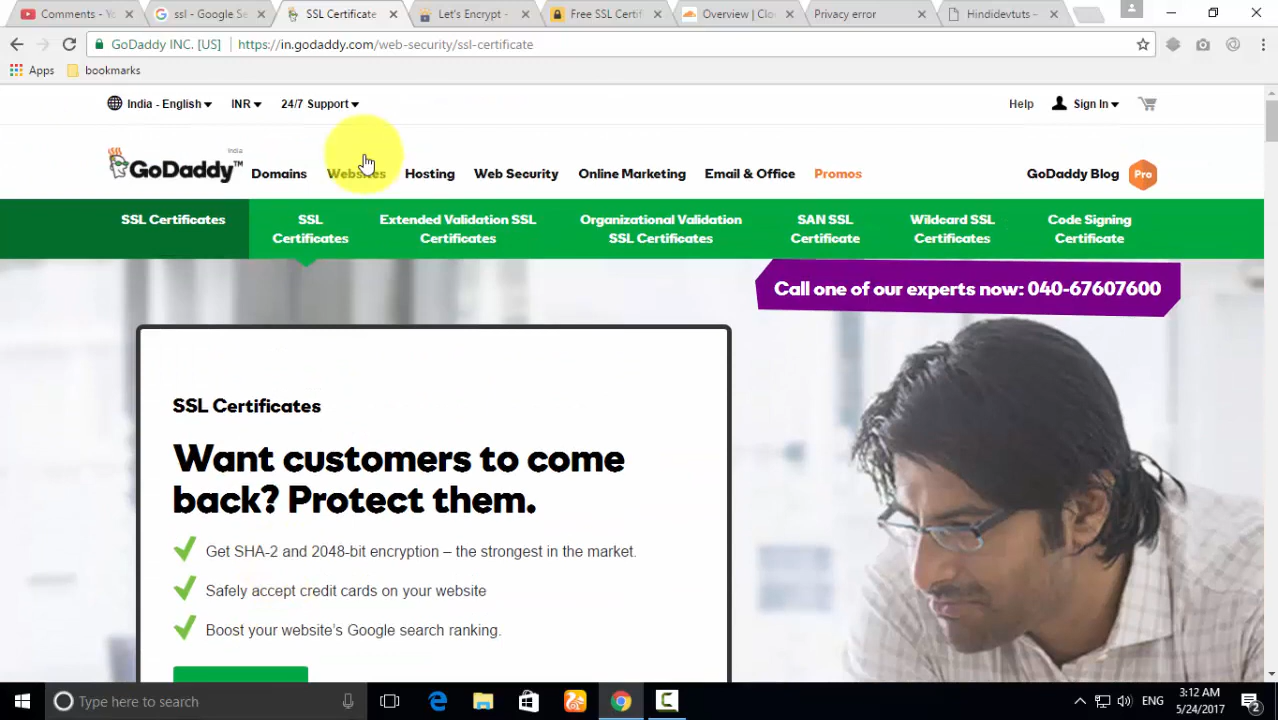 Comments - Yo
ssl - Google Se
SSL Certificate
Let's Encrypt -
Free SSL Certif
Overview | Clou
Privacy error
Hindidevtuts –
GoDaddy INC. [US]
https://in.godaddy.com/web-security/ssl-certificate
Apps
bookmarks
India - English
INR
24/7 Support
Help
Sign In
India
GoDaddy™
Domains
Websites
Hosting
Web Security
Online Marketing
Email & Office
Promos
GoDaddy Blog
Pro
SSL Certificates
SSL
Certificates
Extended Validation SSL
Certificates
Organizational Validation
SSL Certificates
SAN SSL
Certificate
Wildcard SSL
Certificates
Code Signing
Certificate
Call one of our experts now: 040-67607600
SSL Certificates
Want customers to come
back? Protect them.
Get SHA-2 and 2048-bit encryption – the strongest in the market.
Safely accept credit cards on your website
Boost your website's Google search ranking.
Type here to search
ENG
3:12 AM
5/24/2017
2